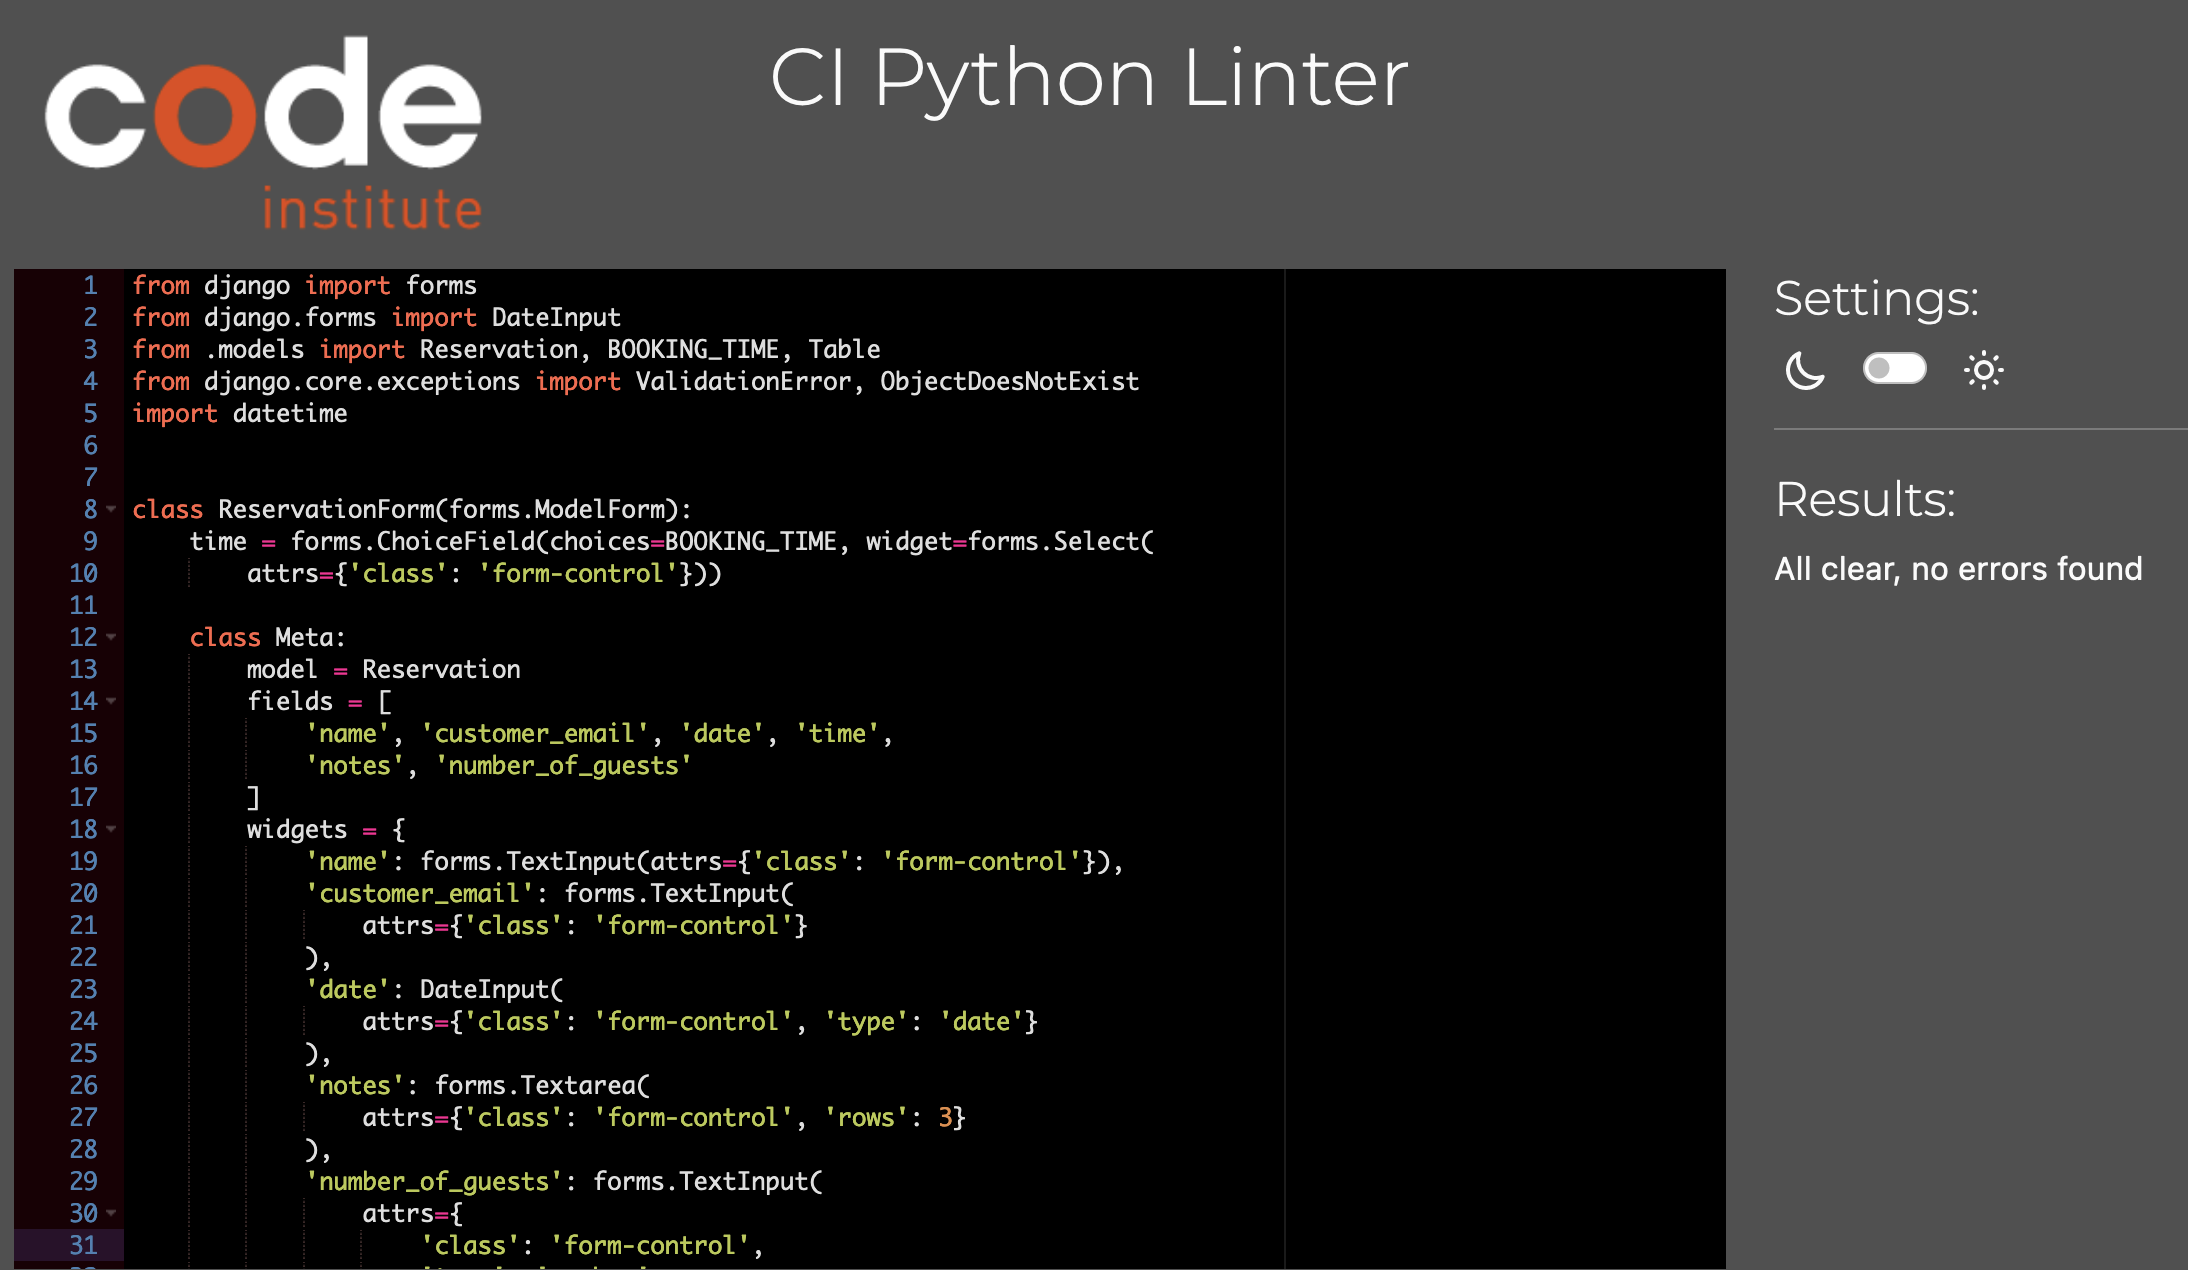 code
institute
CI Python Linter
1 from django import forms
2 from django.forms import DateInput
3 from .models import Reservation, BOOKING_TIME, Table
4 from django.core.exceptions import ValidationError, ObjectDoesNotExist
5 import datetime
6
7
8 class ReservationForm(forms.ModelForm):
9     time = forms.ChoiceField(choices=BOOKING_TIME, widget=forms.Select(
10         attrs={'class': 'form-control'}))
11
12     class Meta:
13         model = Reservation
14         fields = [
15             'name', 'customer_email', 'date', 'time',
16             'notes', 'number_of_guests'
17         ]
18         widgets = {
19             'name': forms.TextInput(attrs={'class': 'form-control'}),
20             'customer_email': forms.TextInput(
21                 attrs={'class': 'form-control'}
22             ),
23             'date': DateInput(
24                 attrs={'class': 'form-control', 'type': 'date'}
25             ),
26             'notes': forms.Textarea(
27                 attrs={'class': 'form-control', 'rows': 3}
28             ),
29             'number_of_guests': forms.TextInput(
30                 attrs={
31                     'class': 'form-control',
Settings:
Results:
All clear, no errors found